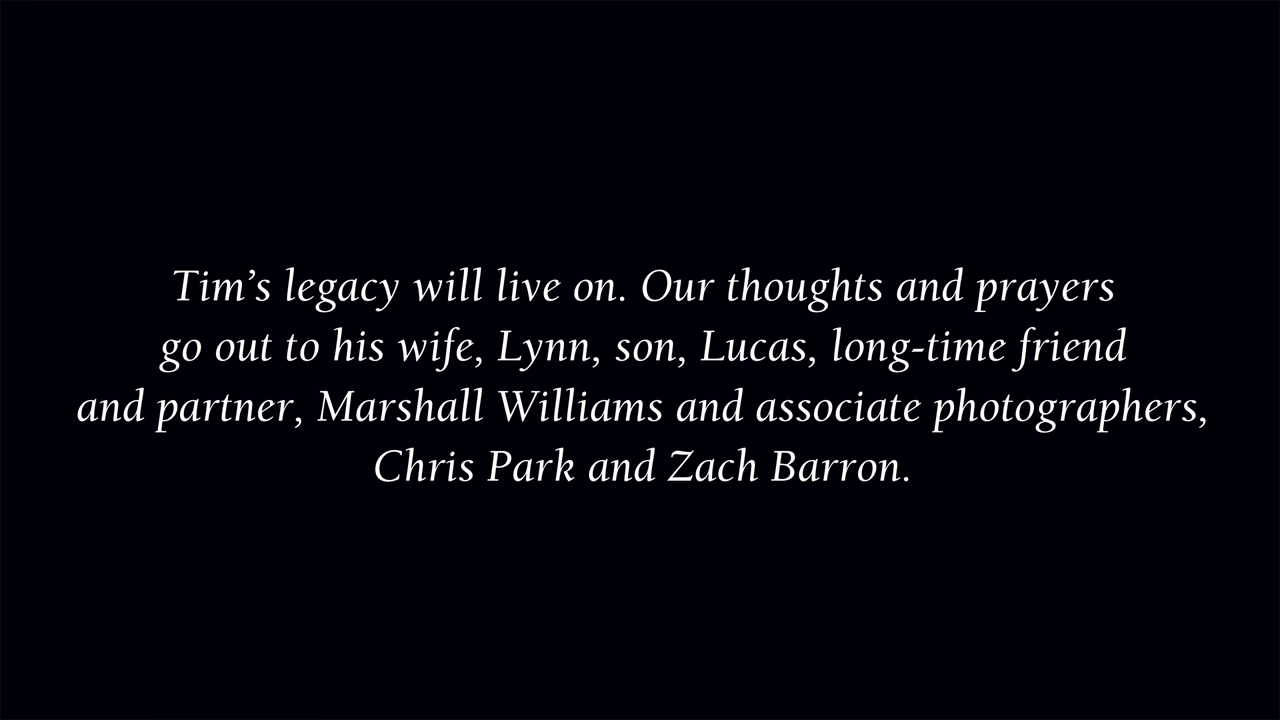 Tim’s legacy will live on. Our thoughts and prayers
go out to his wife, Lynn, son, Lucas, long-time friend
and partner, Marshall Williams and associate photographers,
Chris Park and Zach Barron.